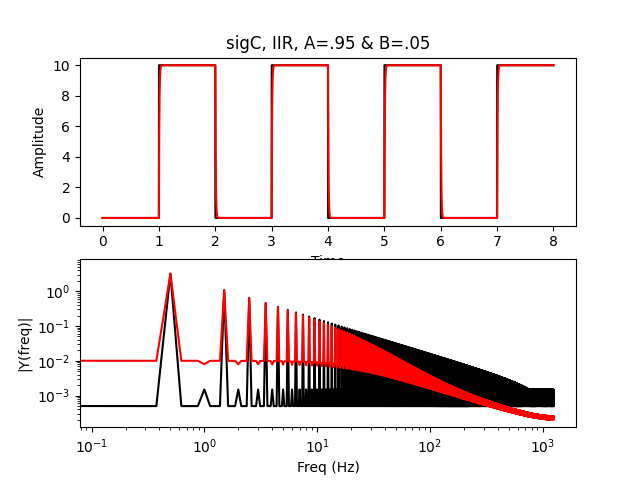 sigC, IIR, A=.95 & B=.05
Amplitude
10
8
6
4
2
0
0 1 2 3 4 5 6 7 8
Time
|Y(freq)|
10⁰
10⁻¹
10⁻²
10⁻³
10⁻¹ 10⁰ 10¹ 10² 10³
Freq (Hz)